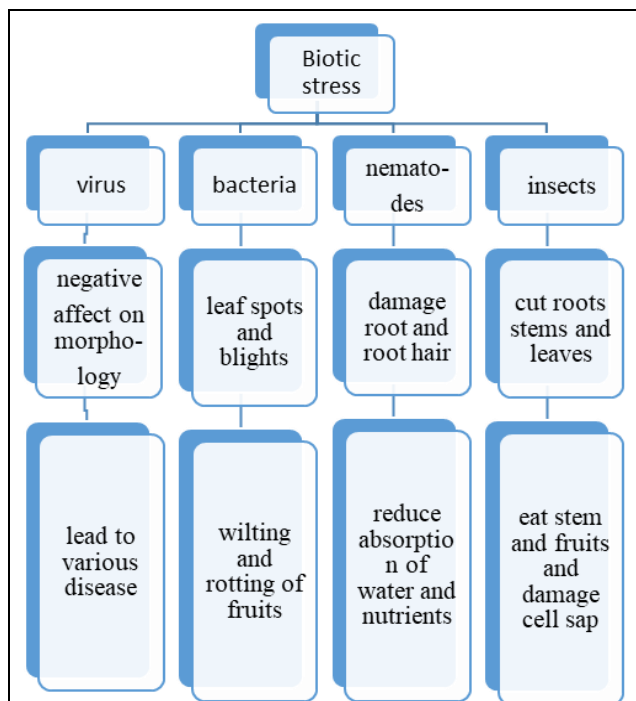 Biotic
stress
virus
bacteria
nemato-
des
insects
negative
affect on
morpho-
logy
leaf spots
and
blights
damage
root and
root hair
cut roots
stems and
leaves
lead to
various
disease
wilting
and
rotting of
fruits
reduce
absorptio
n of
water and
nutrients
eat stem
and fruits
and
damage
cell sap